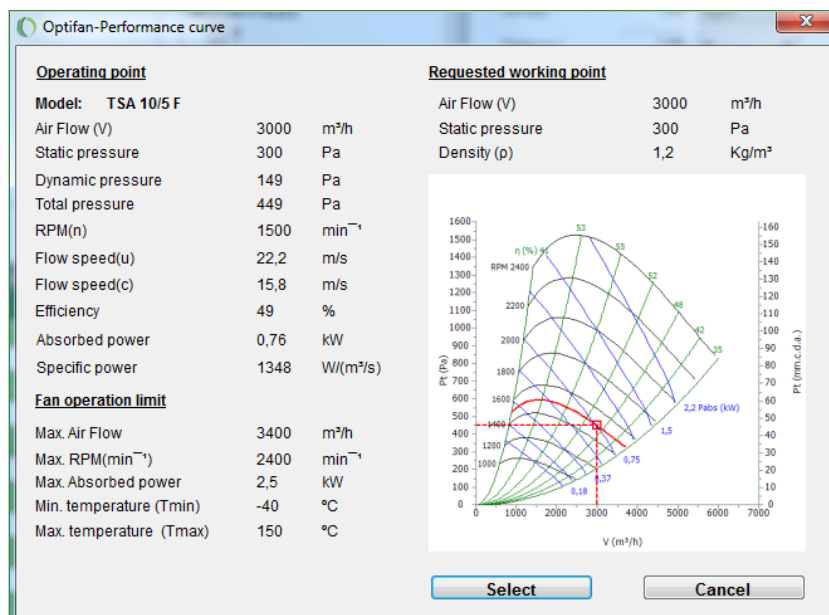 Optifan-Performance curve
Operating point
Model: TSA 10/5 F
Air Flow (V) 3000 m³/h
Static pressure 300 Pa
Dynamic pressure 149 Pa
Total pressure 449 Pa
RPM(n) 1500 min¯¹
Flow speed(u) 22,2 m/s
Flow speed(c) 15,8 m/s
Efficiency 49 %
Absorbed power 0,76 kW
Specific power 1348 W/(m³/s)
Fan operation limit
Max. Air Flow 3400 m³/h
Max. RPM(min¯¹) 2400 min¯¹
Max. Absorbed power 2,5 kW
Min. temperature (Tmin) -40 ºC
Max. temperature (Tmax) 150 ºC
Requested working point
Air Flow (V) 3000 m³/h
Static pressure 300 Pa
Density (ρ) 1,2 Kg/m³
Pt (Pa)
1600
1500
1400
1300
1200
1100
1000
900
800
700
600
500
400
300
200
100
0
η (%) 41
53
55
52
48
42
35
RPM 2400
2200
2000
1800
1600
1400
1200
1000
2,2 Pabs (kW)
1,5
0,75
0,37
0,18
160
150
140
130
120
110
100
90
80
70
60
50
40
30
20
10
0
Pt (mm.c.d.a.)
0 1000 2000 3000 4000 5000 6000 7000
V (m³/h)
Select
Cancel